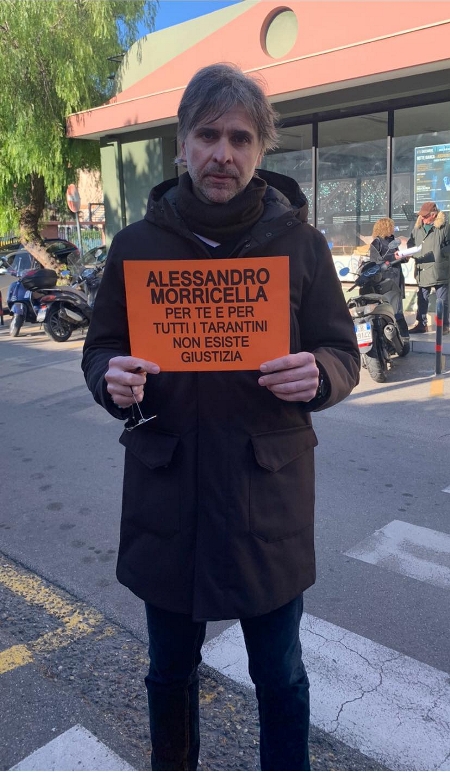 ALESSANDRO
MORRICELLA
PER TE E PER
TUTTI I TARANTINI
NON ESISTE
GIUSTIZIA